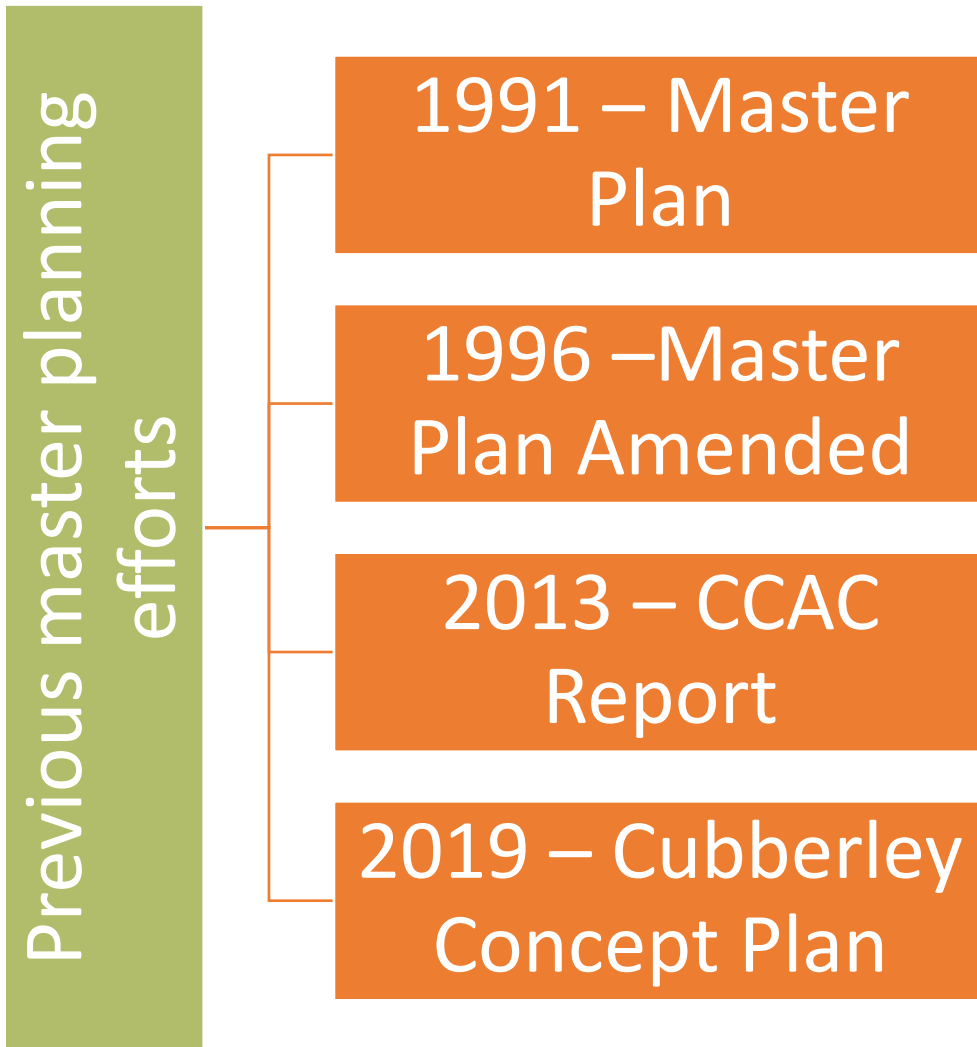 Previous master planning
efforts
1991 – Master
Plan
1996 –Master
Plan Amended
2013 – CCAC
Report
2019 – Cubberley
Concept Plan